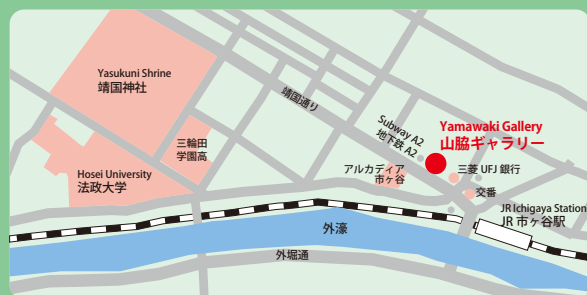 Yasukuni Shrine
靖国神社
靖国通り
Subway A2
地下鉄 A2
Yamawaki Gallery
山脇ギャラリー
三輪田
学園高
アルカディア
市ヶ谷
三菱 UFJ 銀行
Hosei University
法政大学
交番
JR Ichigaya Station
JR 市ヶ谷駅
外濠
外堀通